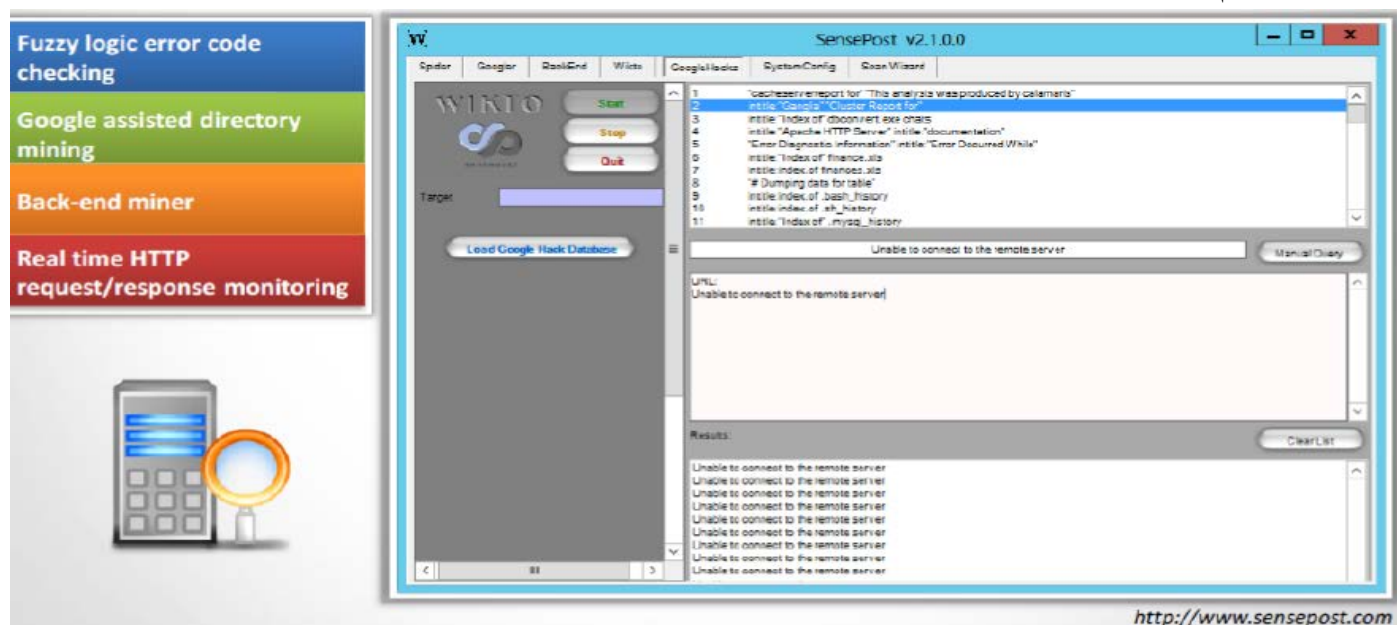 Fuzzy logic error code
checking
Google assisted directory
mining
Back-end miner
Real time HTTP
request/response monitoring
SensePost v2.1.0.0
Spider Googler BackEnd Wikto GoogleHacks SystemConfig Scan Wizard
WIKTO
Start
Stop
Quit
Target
Load Google Hack Database
1 "cacheserverreport for" "This analysis was produced by calamaris"
2 intitle:"Ganglia" "Cluster Report for"
3 intitle:"Index of" dbconvert.exe chats
4 intitle:"Apache HTTP Server" intitle:"documentation"
5 "Error Diagnostic Information" intitle:"Error Occurred While"
6 intitle:"Index of" finance.xls
7 intitle:index.of finances.xls
8 "# Dumping data for table"
9 intitle:index.of .bash_history
10 intitle:index.of .sh_history
11 intitle:"Index of" .mysql_history
Unable to connect to the remote server
Manual Query
URL:
Unable to connect to the remote server
Results:
Clear List
Unable to connect to the remote server
Unable to connect to the remote server
Unable to connect to the remote server
Unable to connect to the remote server
Unable to connect to the remote server
Unable to connect to the remote server
Unable to connect to the remote server
Unable to connect to the remote server
Unable to connect to the remote server
http://www.sensepost.com